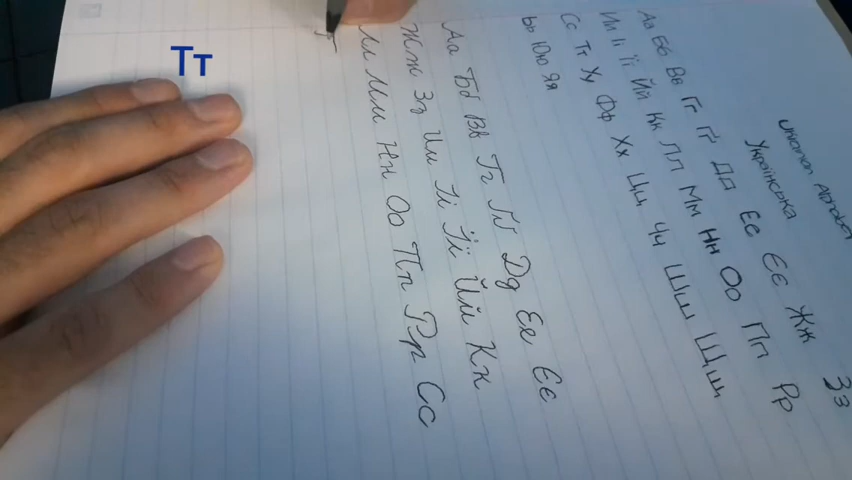 Alphabet
Українська
Аа Бб Вв Гг Ґґ Дд Ее Єє Жж Зз
Ии Іі Її Йй Кк Лл Мм Нн Оо Пп Рр
Сс Тт Уу Фф Хх Цц Чч Шш Щщ
Ьь Юю Яя
Аа Бб Вв Гг Ґґ Дд Ее Єє
Жж Зз Ии Іі Її Йй Кк
Лл Мм Нн Оо Пп Рр Сс
Тт